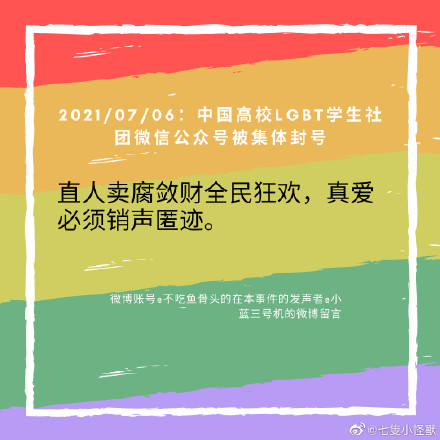 2021/07/06：中国高校LGBT学生社
团微信公众号被集体封号
直人卖腐敛财全民狂欢，真爱
必须销声匿迹。
微博账号@不吃鱼骨头的在本事件的发声者@小
蓝三号机的微博留言
@七隻小怪獸